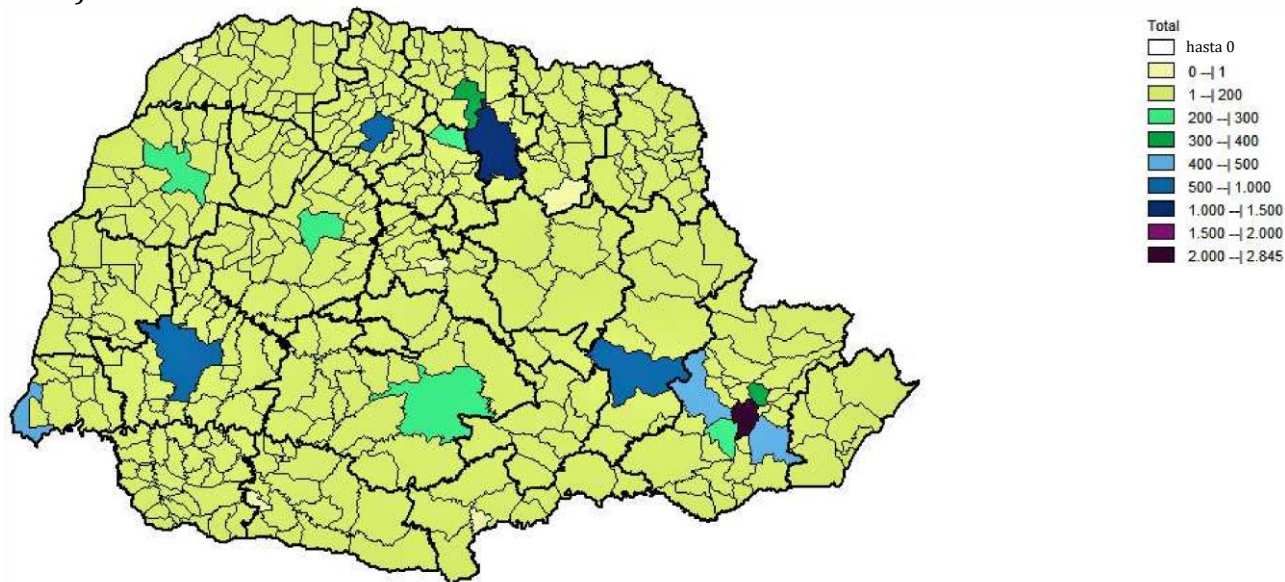 Total
hasta 0
0 --| 1
1 --| 200
200 --| 300
300 --| 400
400 --| 500
500 --| 1.000
1.000 --| 1.500
1.500 --| 2.000
2.000 --| 2.845